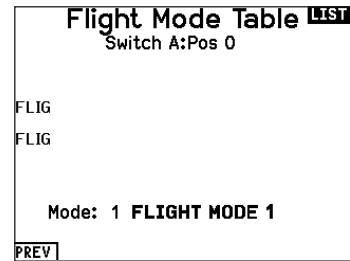 Flight Mode Table LIST
Switch A:Pos 0
FLIG
FLIG
Mode: 1 FLIGHT MODE 1
PREV